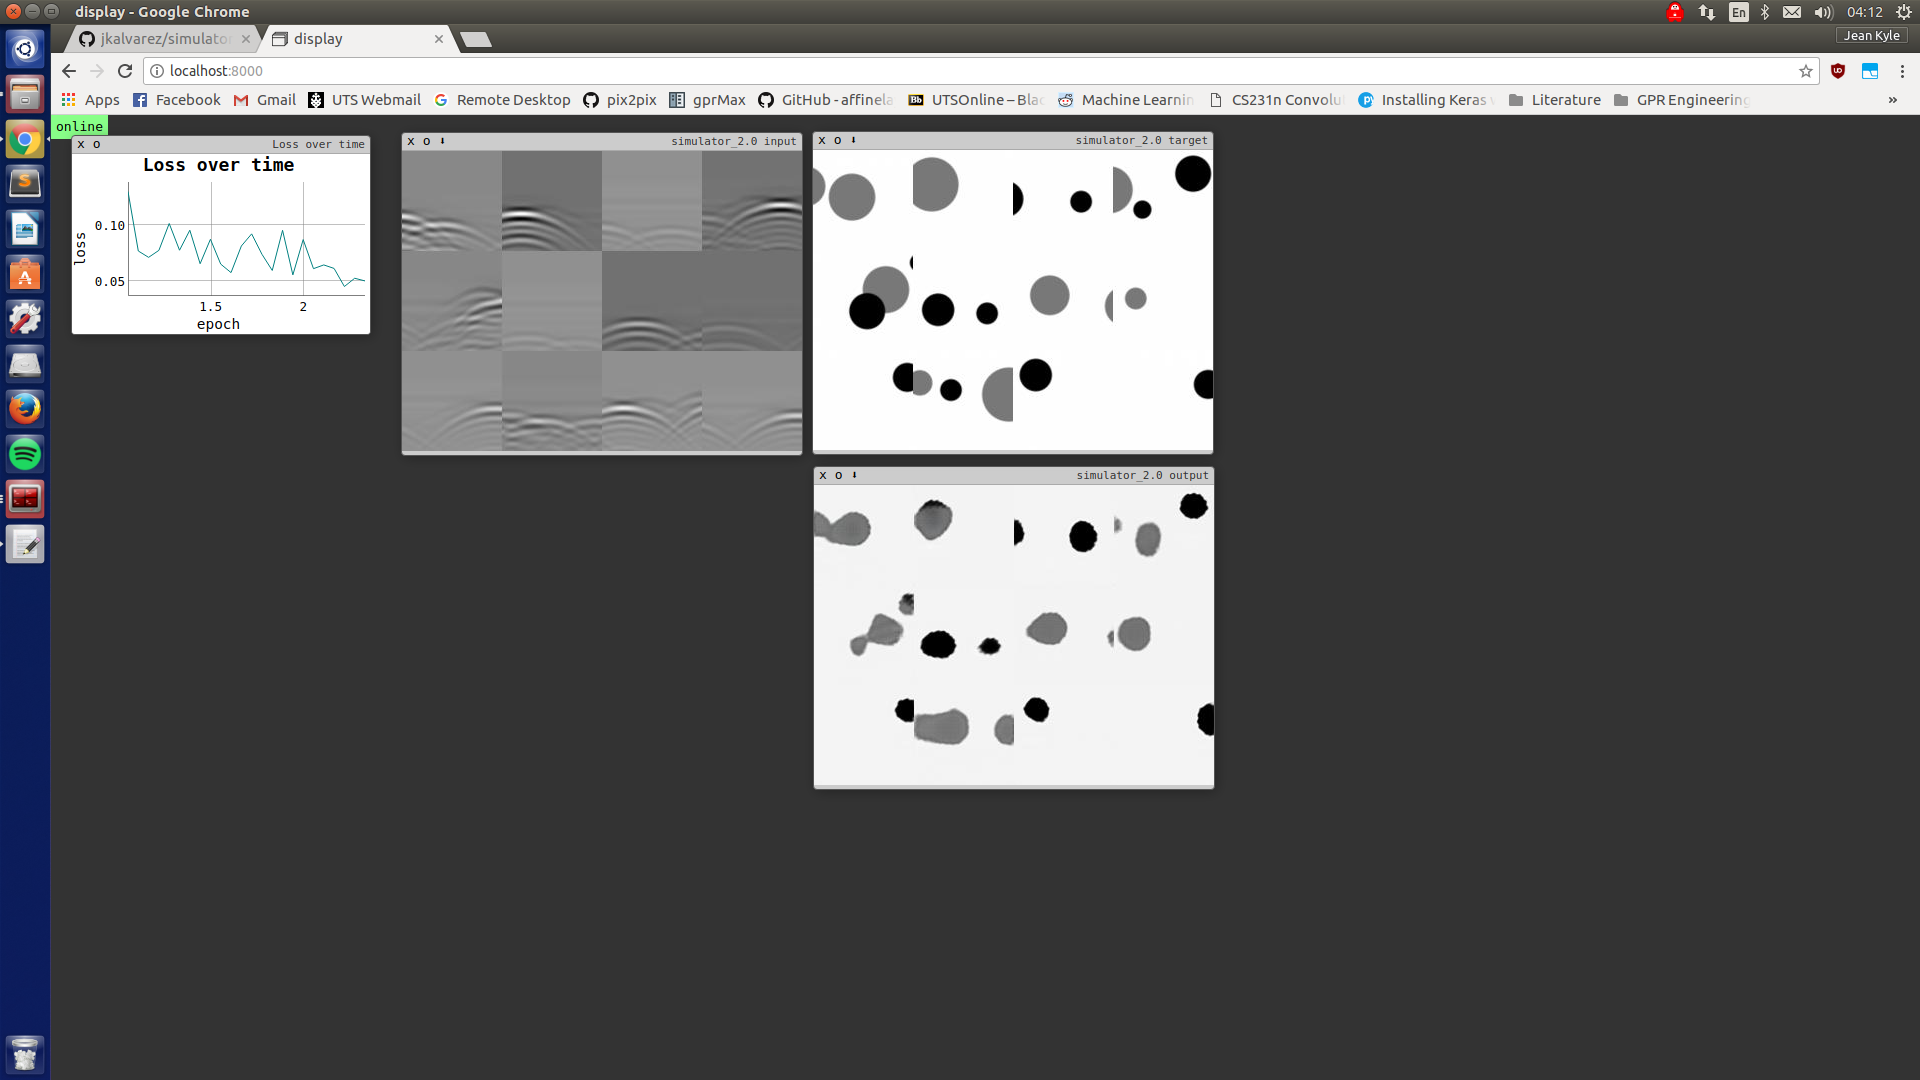 display - Google Chrome
En
04:12
jkalvarez/simulato
display
Jean Kyle
localhost:8000
Apps
Facebook
Gmail
UTS Webmail
Remote Desktop
pix2pix
gprMax
GitHub - affinela
UTSOnline – Blac
Machine Learnin
CS231n Convolu
Installing Keras
Literature
GPR Engineering
»
online
x o
Loss over time
Loss over time
0.10
0.05
loss
1.5
2
epoch
x o
simulator_2.0 input
x o
simulator_2.0 target
x o
simulator_2.0 output